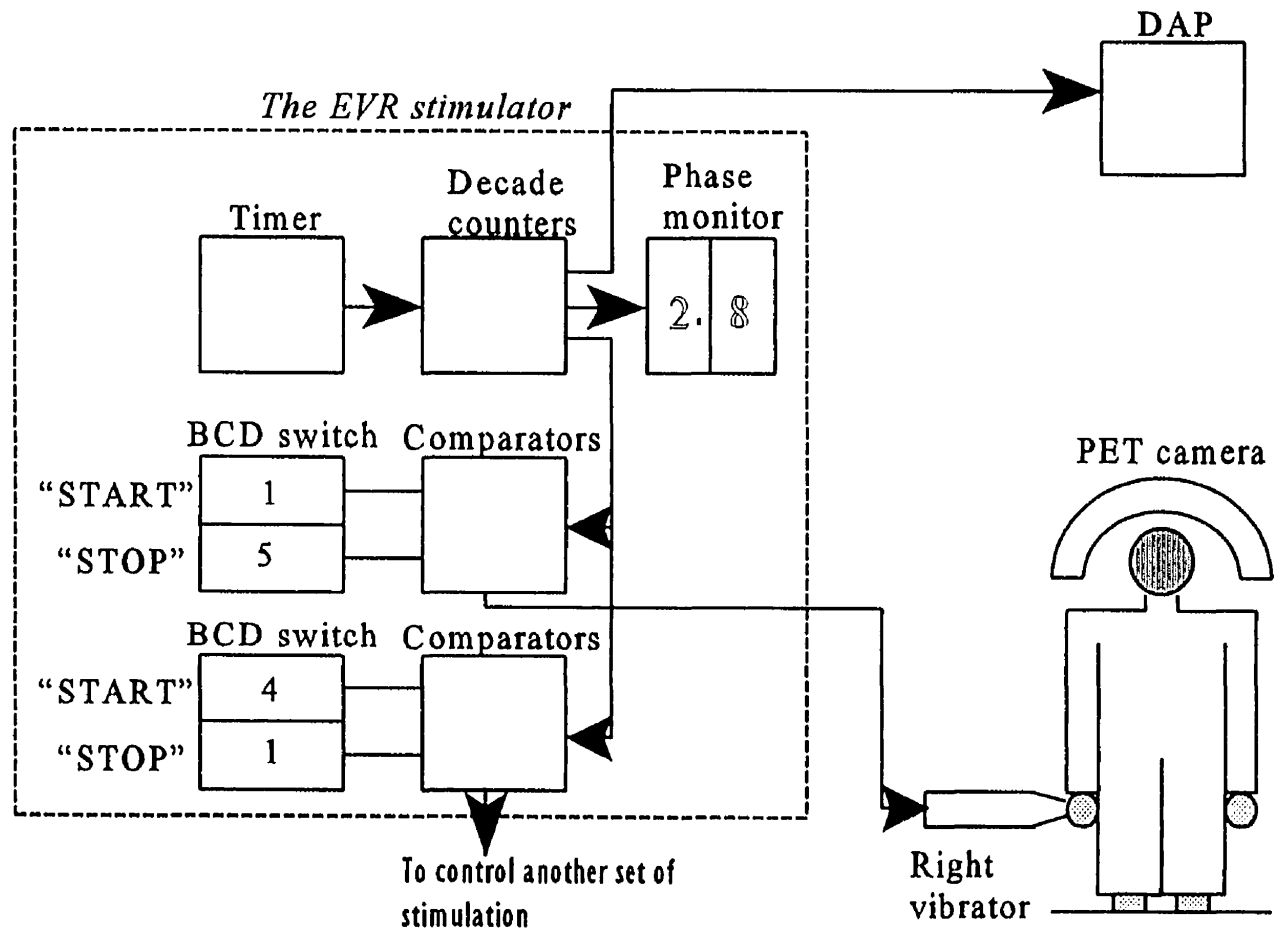 DAP
The EVR stimulator
Decade
counters
Phase
monitor
Timer
2. 8
BCD switch
Comparators
“START”
1
“STOP”
5
PET camera
BCD switch
Comparators
“START”
4
“STOP”
1
To control another set of
stimulation
Right
vibrator